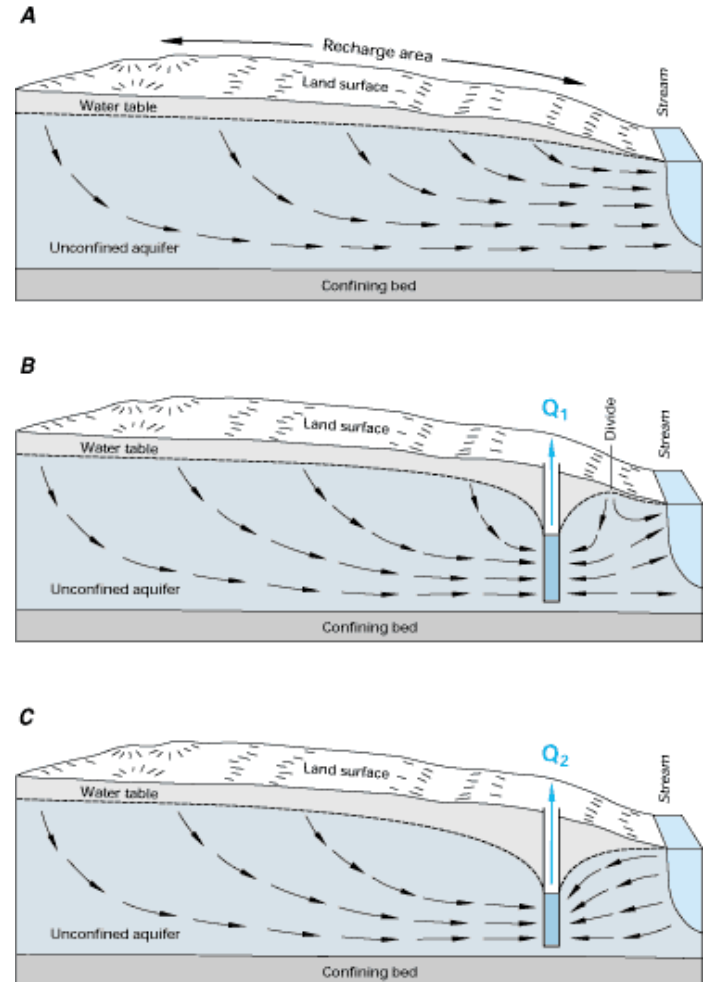 A
Recharge area
Land surface
Stream
Water table
Unconfined aquifer
Confining bed
B
Q₁
Divide
Stream
Land surface
Water table
Unconfined aquifer
Confining bed
C
Q₂
Stream
Land surface
Water table
Unconfined aquifer
Confining bed